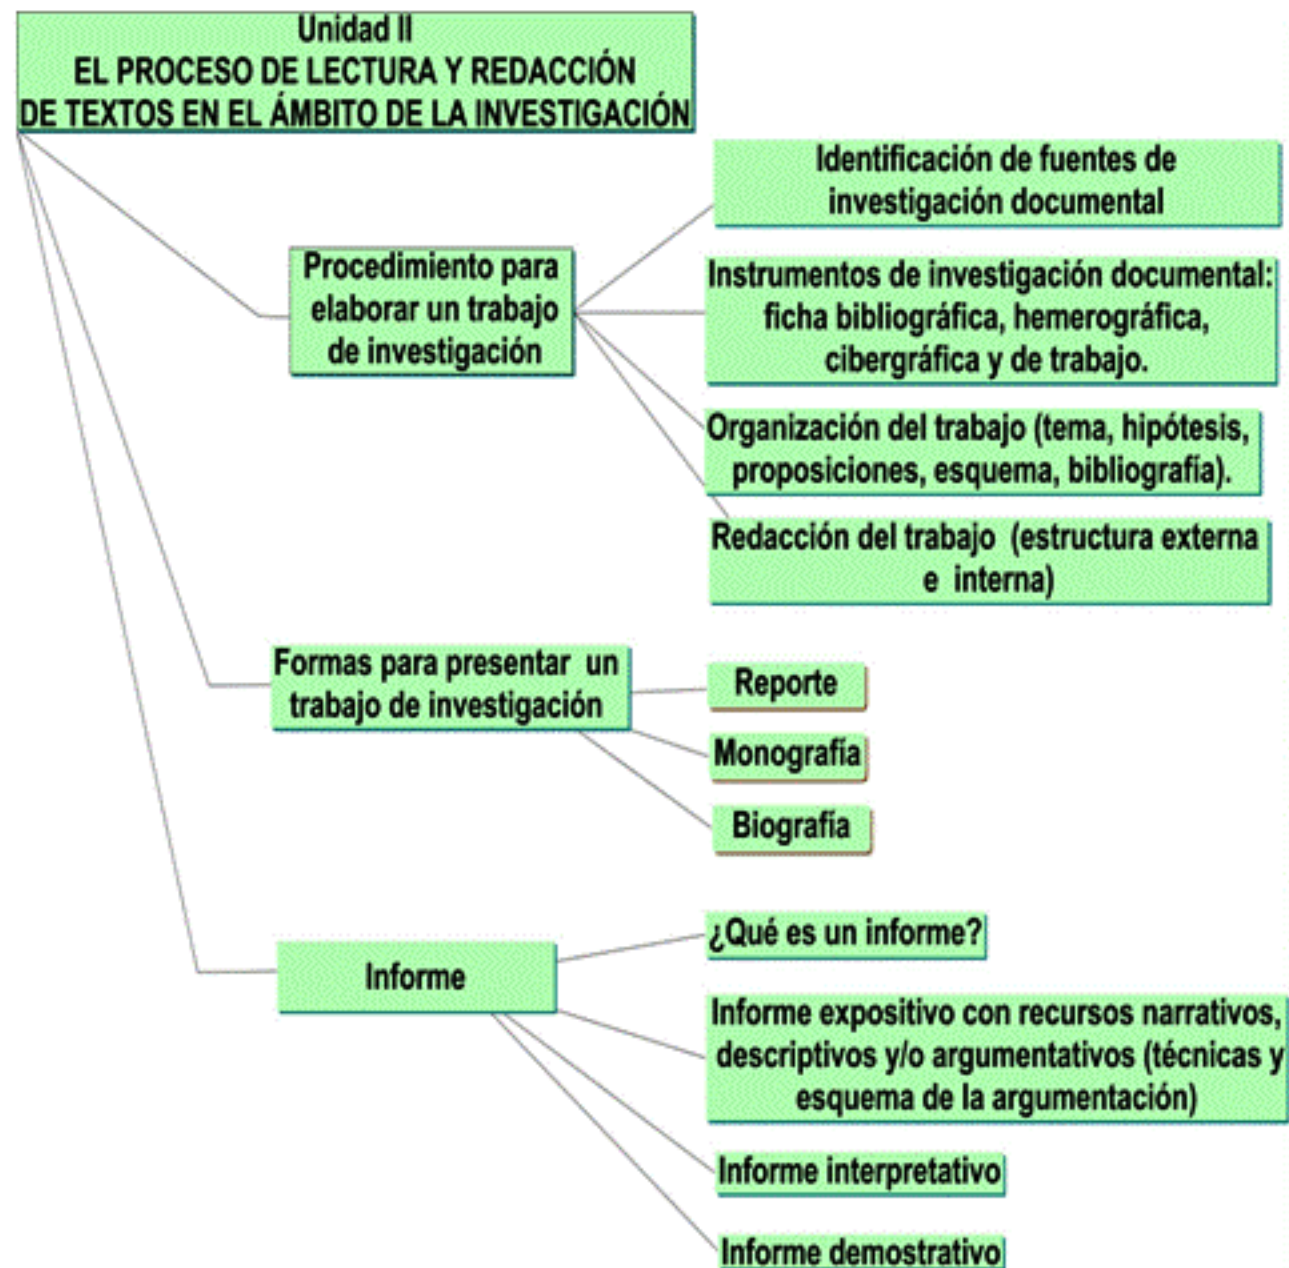 Unidad II
EL PROCESO DE LECTURA Y REDACCIÓN
DE TEXTOS EN EL ÁMBITO DE LA INVESTIGACIÓN
Procedimiento para
elaborar un trabajo
de investigación
Identificación de fuentes de
investigación documental
Instrumentos de investigación documental:
ficha bibliográfica, hemerográfica,
cibergráfica y de trabajo.
Organización del trabajo (tema, hipótesis,
proposiciones, esquema, bibliografía).
Redacción del trabajo (estructura externa
e interna)
Formas para presentar un
trabajo de investigación
Reporte
Monografía
Biografía
Informe
¿Qué es un informe?
Informe expositivo con recursos narrativos,
descriptivos y/o argumentativos (técnicas y
esquema de la argumentación)
Informe interpretativo
Informe demostrativo